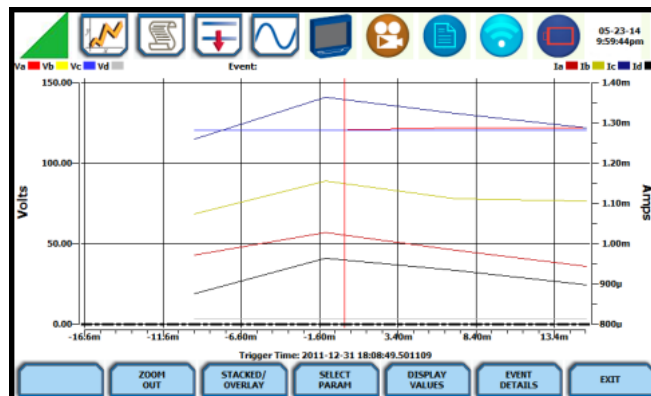 05-23-14
9:59:44pm
Va Vb Vc Vd Event: Ia Ib Ic Id
150.00 1.40m
1.30m
100.00 1.20m
1.10m
50.00 1.00m
900µ
0.00 800µ
Volts
Amps
-16.6m -11.6m -6.60m -1.60m 3.40m 8.40m 13.4m
Trigger Time: 2011-12-31 18:08:49.501109
ZOOM OUT
STACKED/ OVERLAY
SELECT PARAM
DISPLAY VALUES
EVENT DETAILS
EXIT